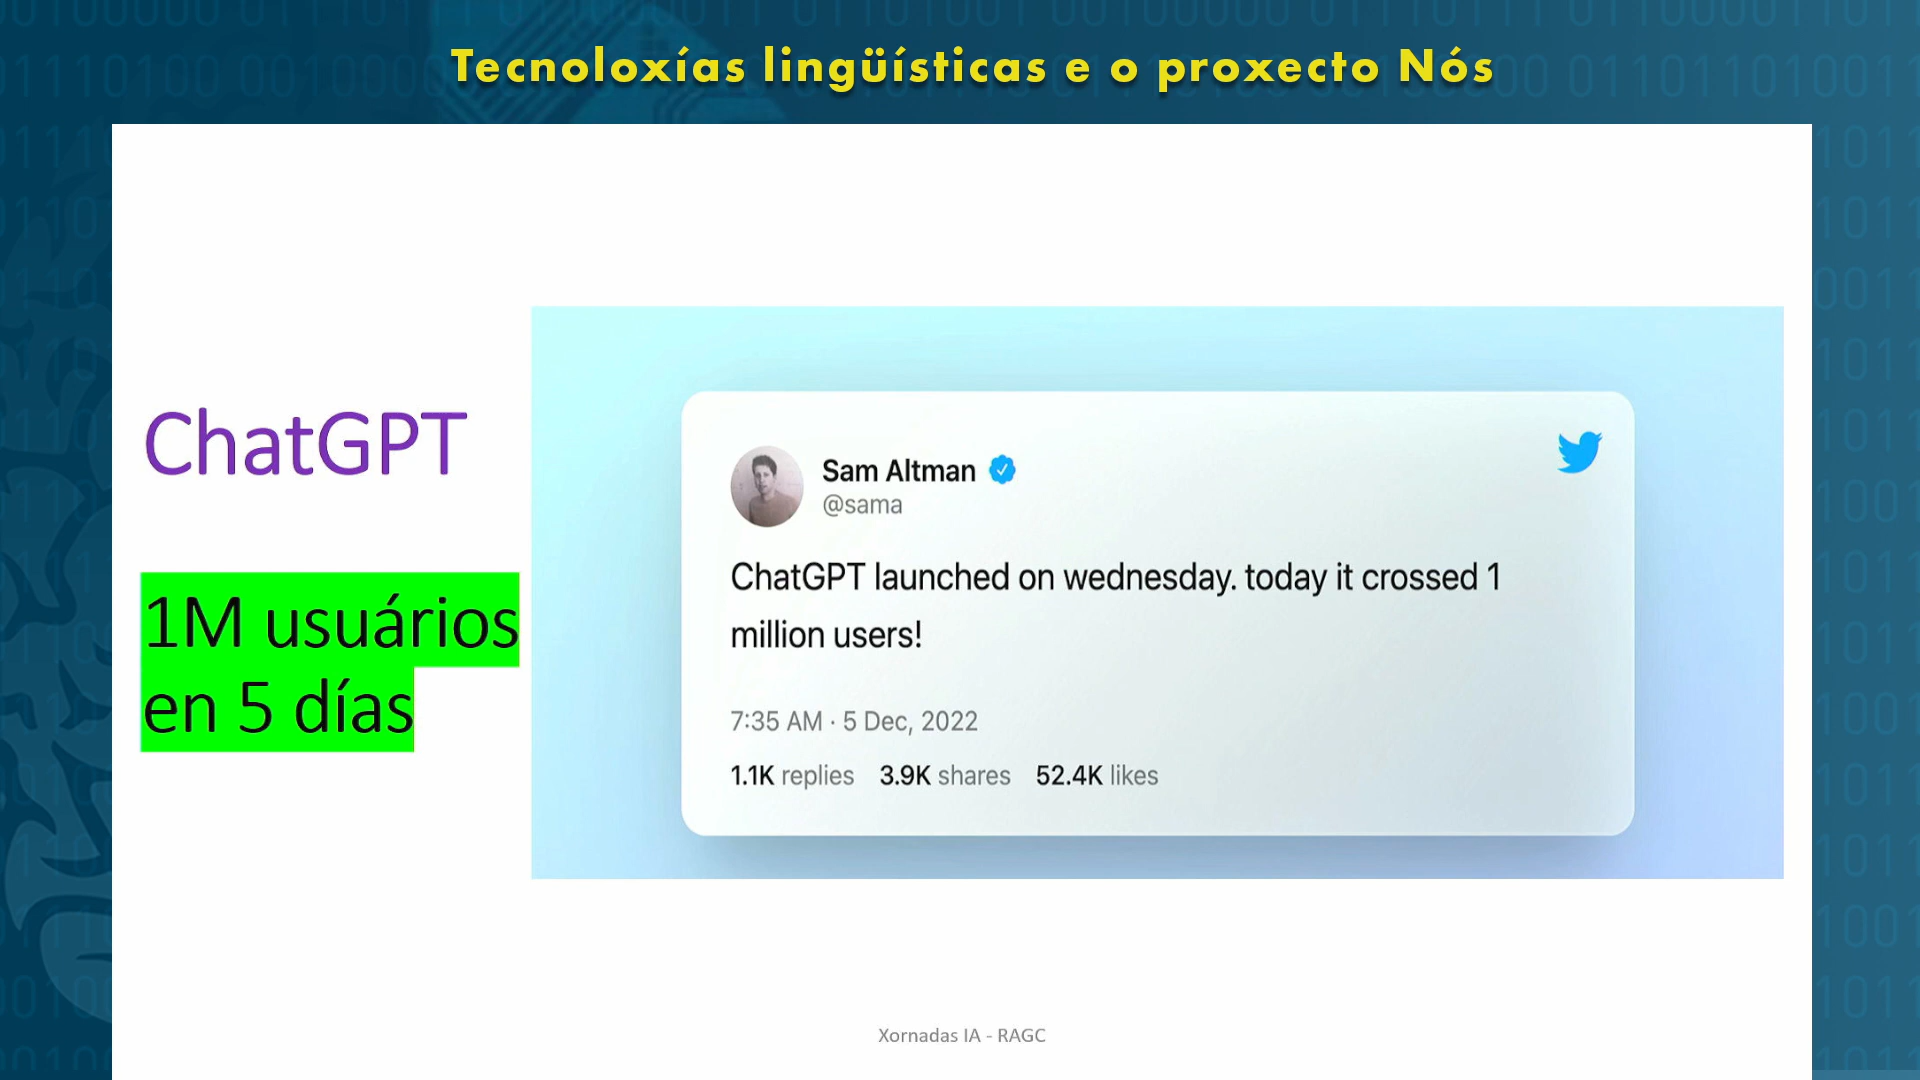 Tecnoloxías lingüísticas e o proxecto Nós
ChatGPT
1M usuários
en 5 días
Sam Altman
@sama
ChatGPT launched on wednesday. today it crossed 1
million users!
7:35 AM · 5 Dec, 2022
1.1K replies 3.9K shares 52.4K likes
Xornadas IA - RAGC